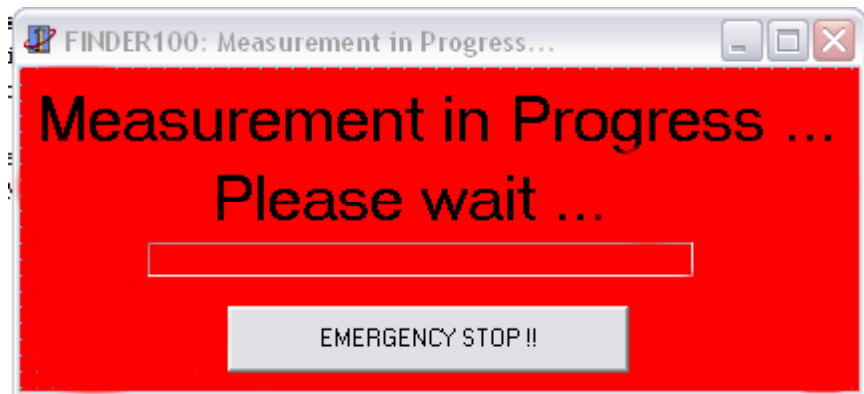 FINDER100: Measurement in Progress...
Measurement in Progress ...
Please wait ...
EMERGENCY STOP !!